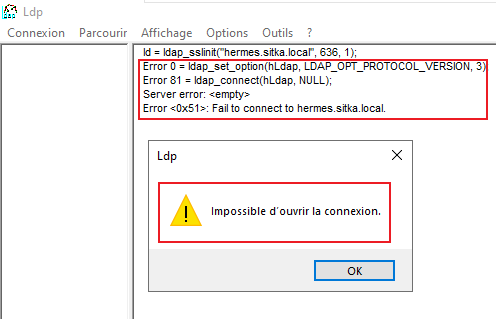 Ldp
Connexion Parcourir Affichage Options Outils ?
ld = ldap_sslinit("hermes.sitka.local", 636, 1);
Error 0 = ldap_set_option(hLdap, LDAP_OPT_PROTOCOL_VERSION, 3)
Error 81 = ldap_connect(hLdap, NULL);
Server error: <empty>
Error <0x51>: Fail to connect to hermes.sitka.local.
Ldp
Impossible d'ouvrir la connexion.
OK